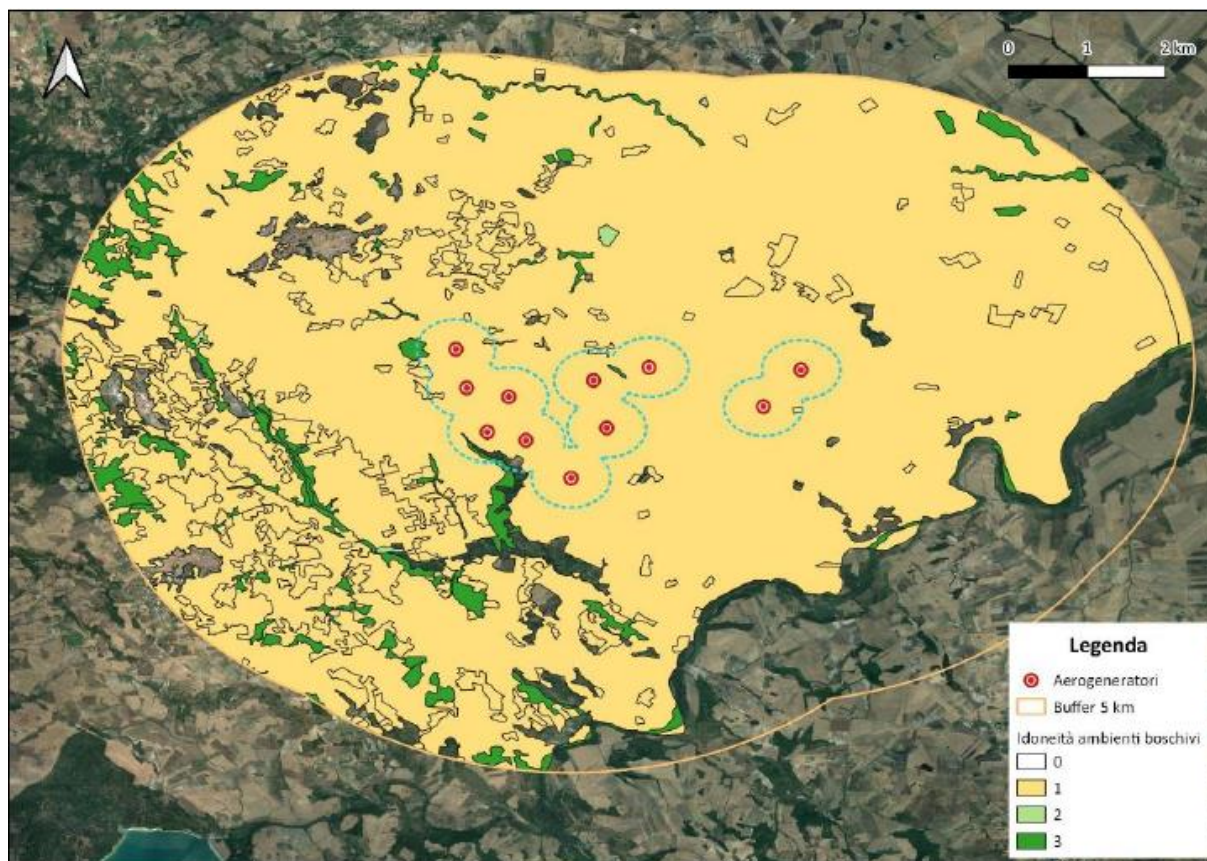 0 1 2 km
Legenda
Aerogeneratori
Buffer 5 km
Idoneità ambienti boschivi
0
1
2
3